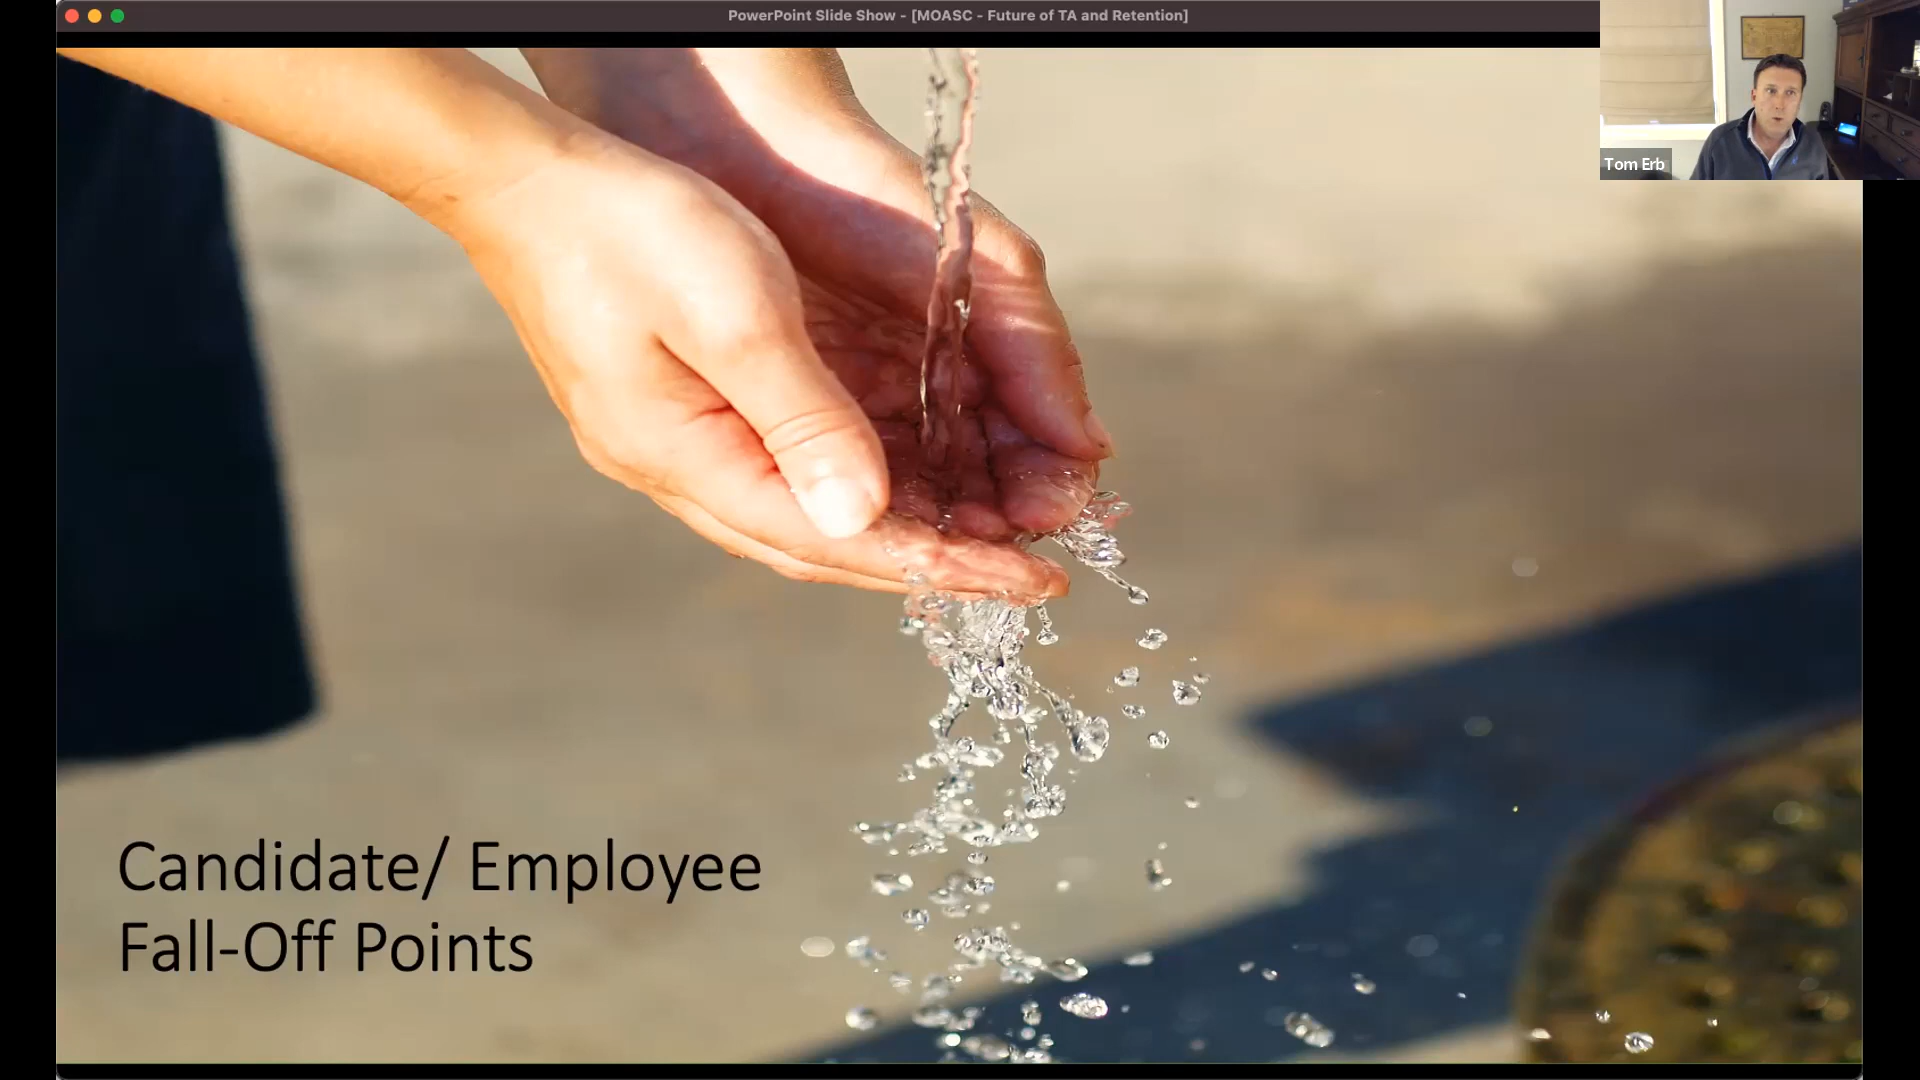 PowerPoint Slide Show - [MOASC - Future of TA and Retention]
Tom Erb
Candidate/ Employee
Fall-Off Points